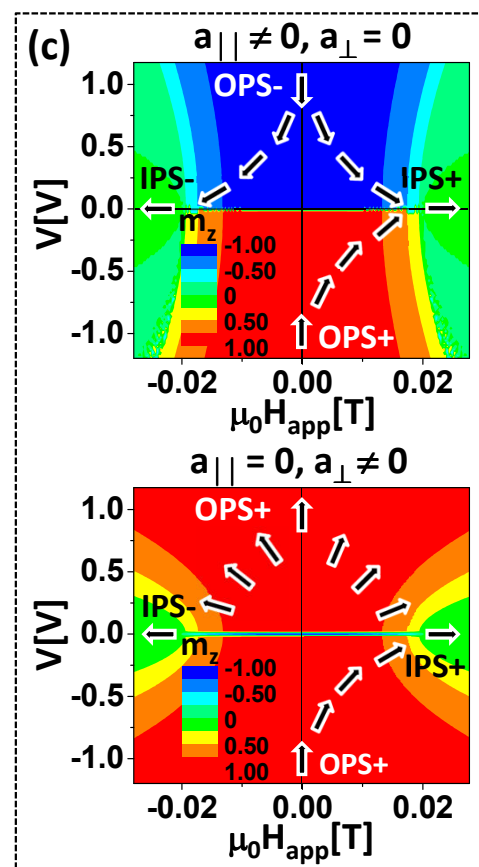 (c)
a|| ≠ 0, a⊥ = 0
OPS-
1.0
0.5
IPS-
IPS+
0.0
mz
-1.00
-0.50
0
0.50
1.00
-0.5
-1.0
OPS+
V[V]
-0.02
0.00
0.02
μ0Happ[T]
a|| = 0, a⊥ ≠ 0
OPS+
1.0
0.5
IPS-
0.0
IPS+
mz
-1.00
-0.50
0
0.50
1.00
-0.5
-1.0
OPS+
V[V]
-0.02
0.00
0.02
μ0Happ[T]